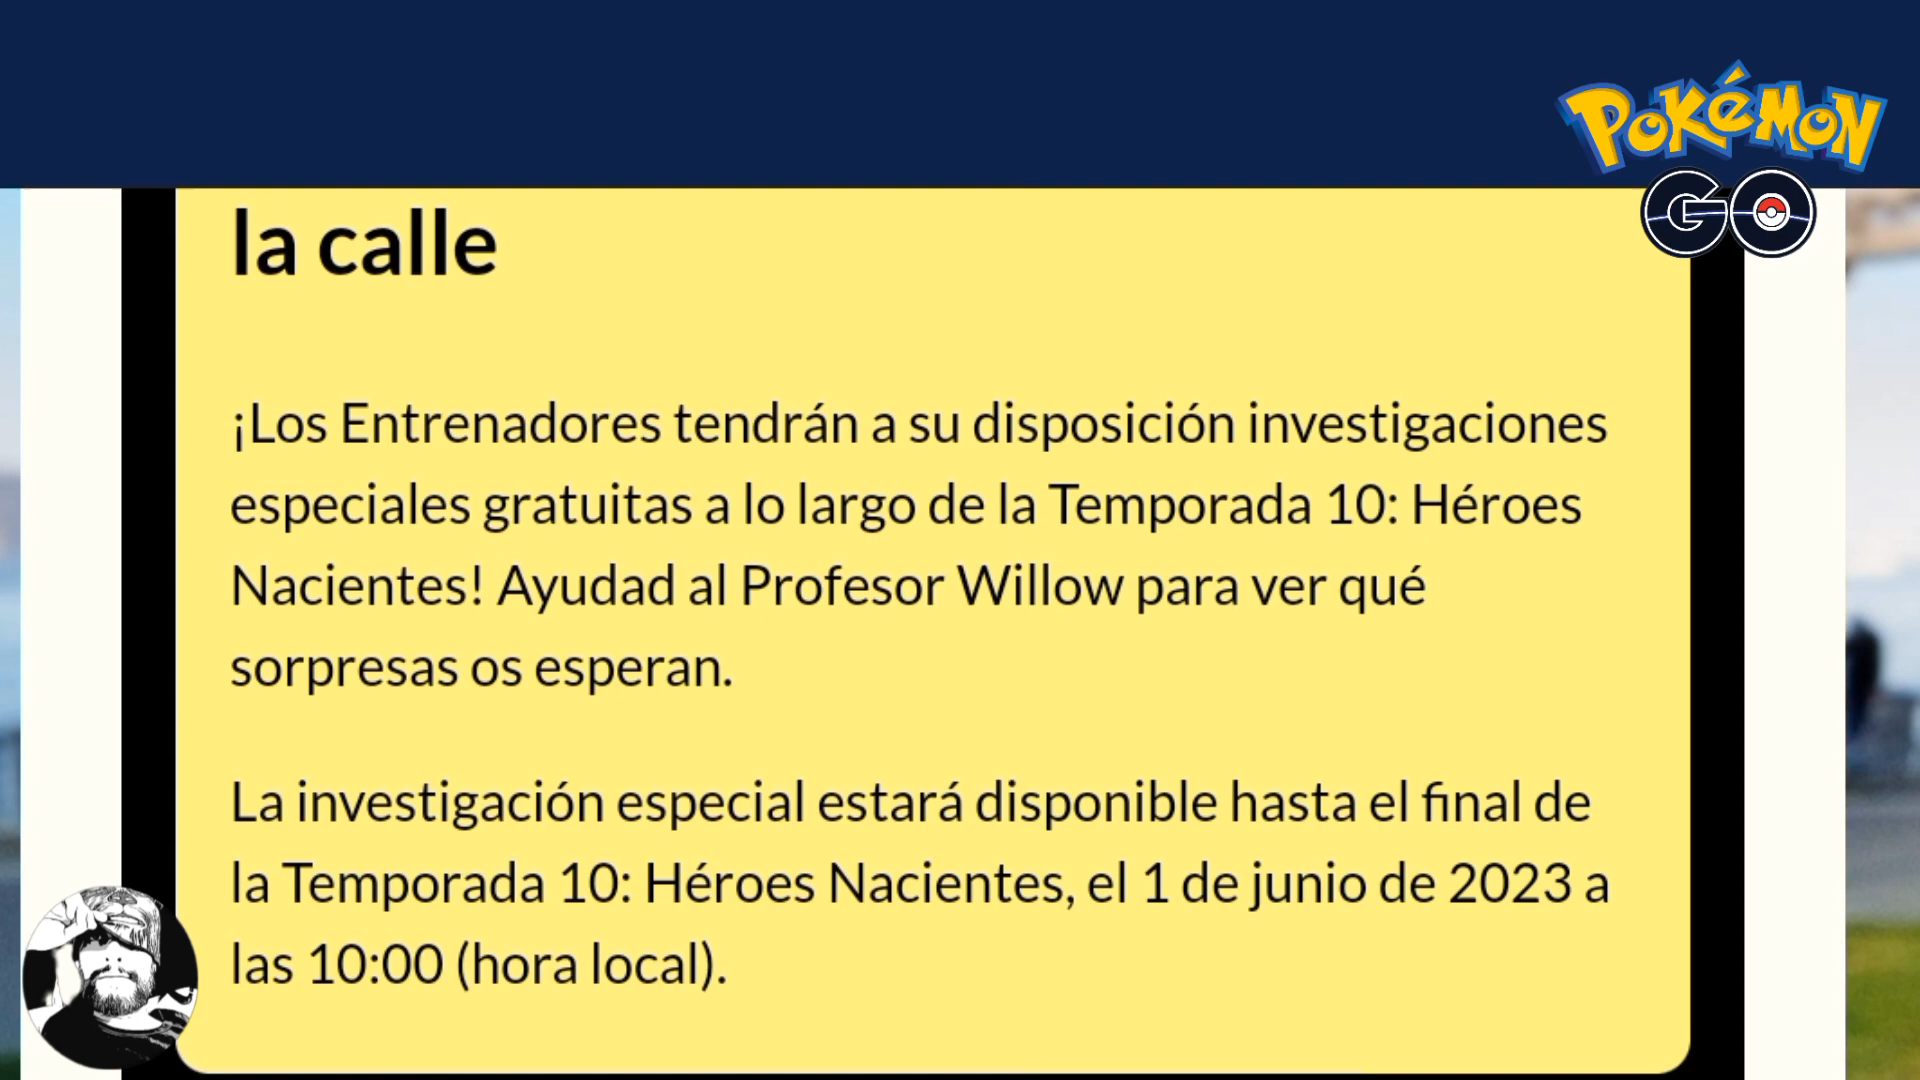 POKéMON
GO
la calle
¡Los Entrenadores tendrán a su disposición investigaciones
especiales gratuitas a lo largo de la Temporada 10: Héroes
Nacientes! Ayudad al Profesor Willow para ver qué
sorpresas os esperan.
La investigación especial estará disponible hasta el final de
la Temporada 10: Héroes Nacientes, el 1 de junio de 2023 a
las 10:00 (hora local).